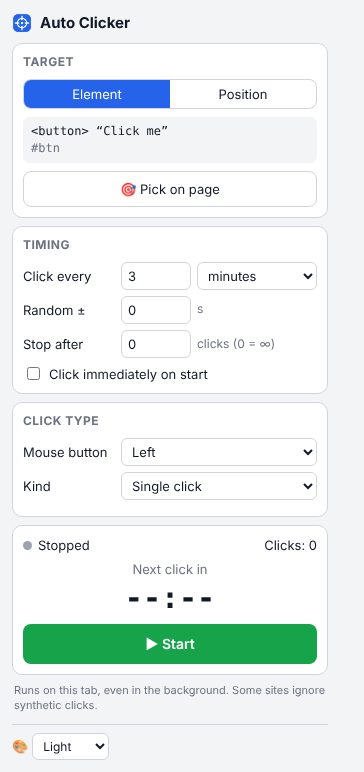 Auto Clicker
TARGET
Element Position
<button> “Click me”
#btn
🎯 Pick on page
TIMING
Click every 3 minutes
Random ± 0 s
Stop after 0 clicks (0 = ∞)
Click immediately on start
CLICK TYPE
Mouse button Left
Kind Single click
Stopped Clicks: 0
Next click in
--:--
▶ Start
Runs on this tab, even in the background. Some sites ignore
synthetic clicks.
🎨 Light